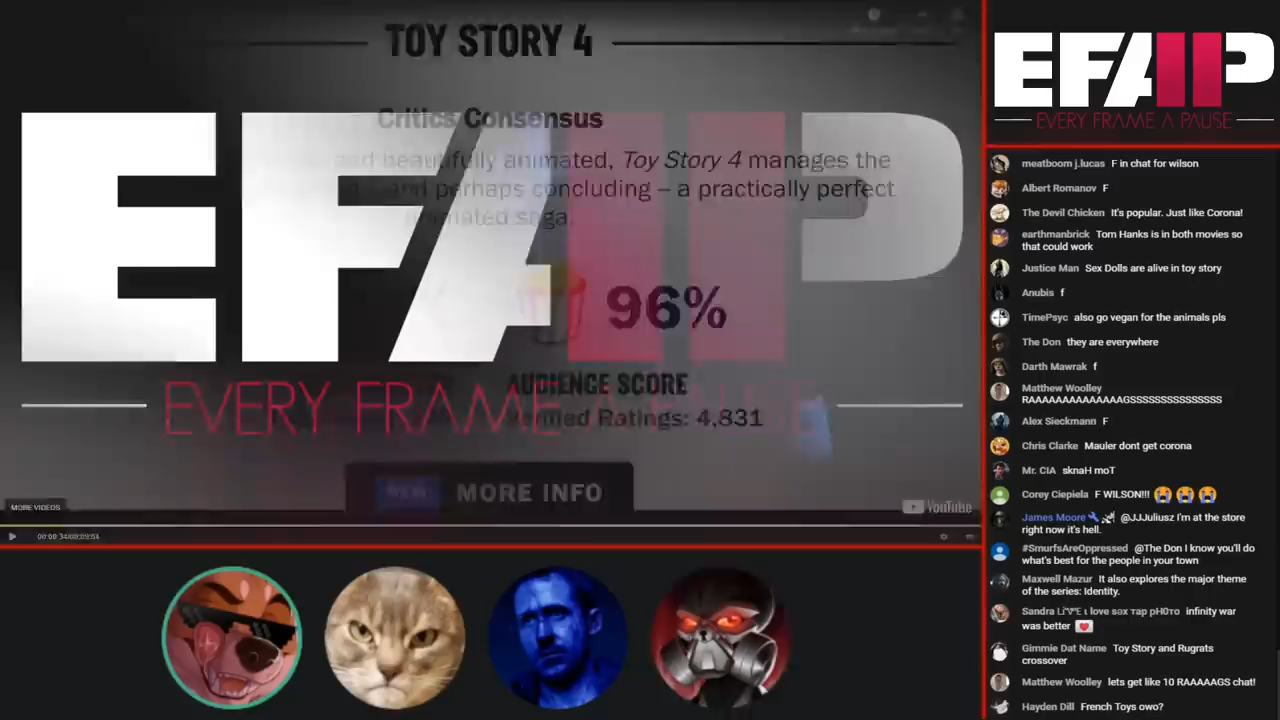 TOY STORY 4
Critics Consensus
and beautifully animated, Toy Story 4 manages the
and perhaps concluding – a practically perfect
animated saga.
96%
AUDIENCE SCORE
Verified Ratings: 4,831
NEW MORE INFO
EFAP
EVERY FRAME A PAUSE
MORE VIDEOS
YouTube
EFAP
EVERY FRAME A PAUSE
meatboom j.lucas F in chat for wilson
Albert Romanov F
The Devil Chicken It's popular. Just like Corona!
earthmanbrick Tom Hanks is in both movies so
that could work
Justice Man Sex Dolls are alive in toy story
Anubis f
TimePsyc also go vegan for the animals pls
The Don they are everywhere
Darth Mawrak f
Matthew Woolley
RAAAAAAAAAAAAAGSSSSSSSSSSSSSSS
Alex Sieckmann F
Chris Clarke Mauler dont get corona
Mr. CIA sknaH moT
Corey Ciepiela F WILSON!!! 😭😭😭
James Moore @JJJuliusz I'm at the store
right now it's hell.
#SmurfsAreOppressed @The Don I know you'll do
what's best for the people in your town
Maxwell Mazur It also explores the major theme
of the series: Identity.
Sandra infinity war
was better 💌
Gimmie Dat Name Toy Story and Rugrats
crossover
Matthew Woolley lets get like 10 RAAAAAGS chat!
Hayden Dill French Toys owo?